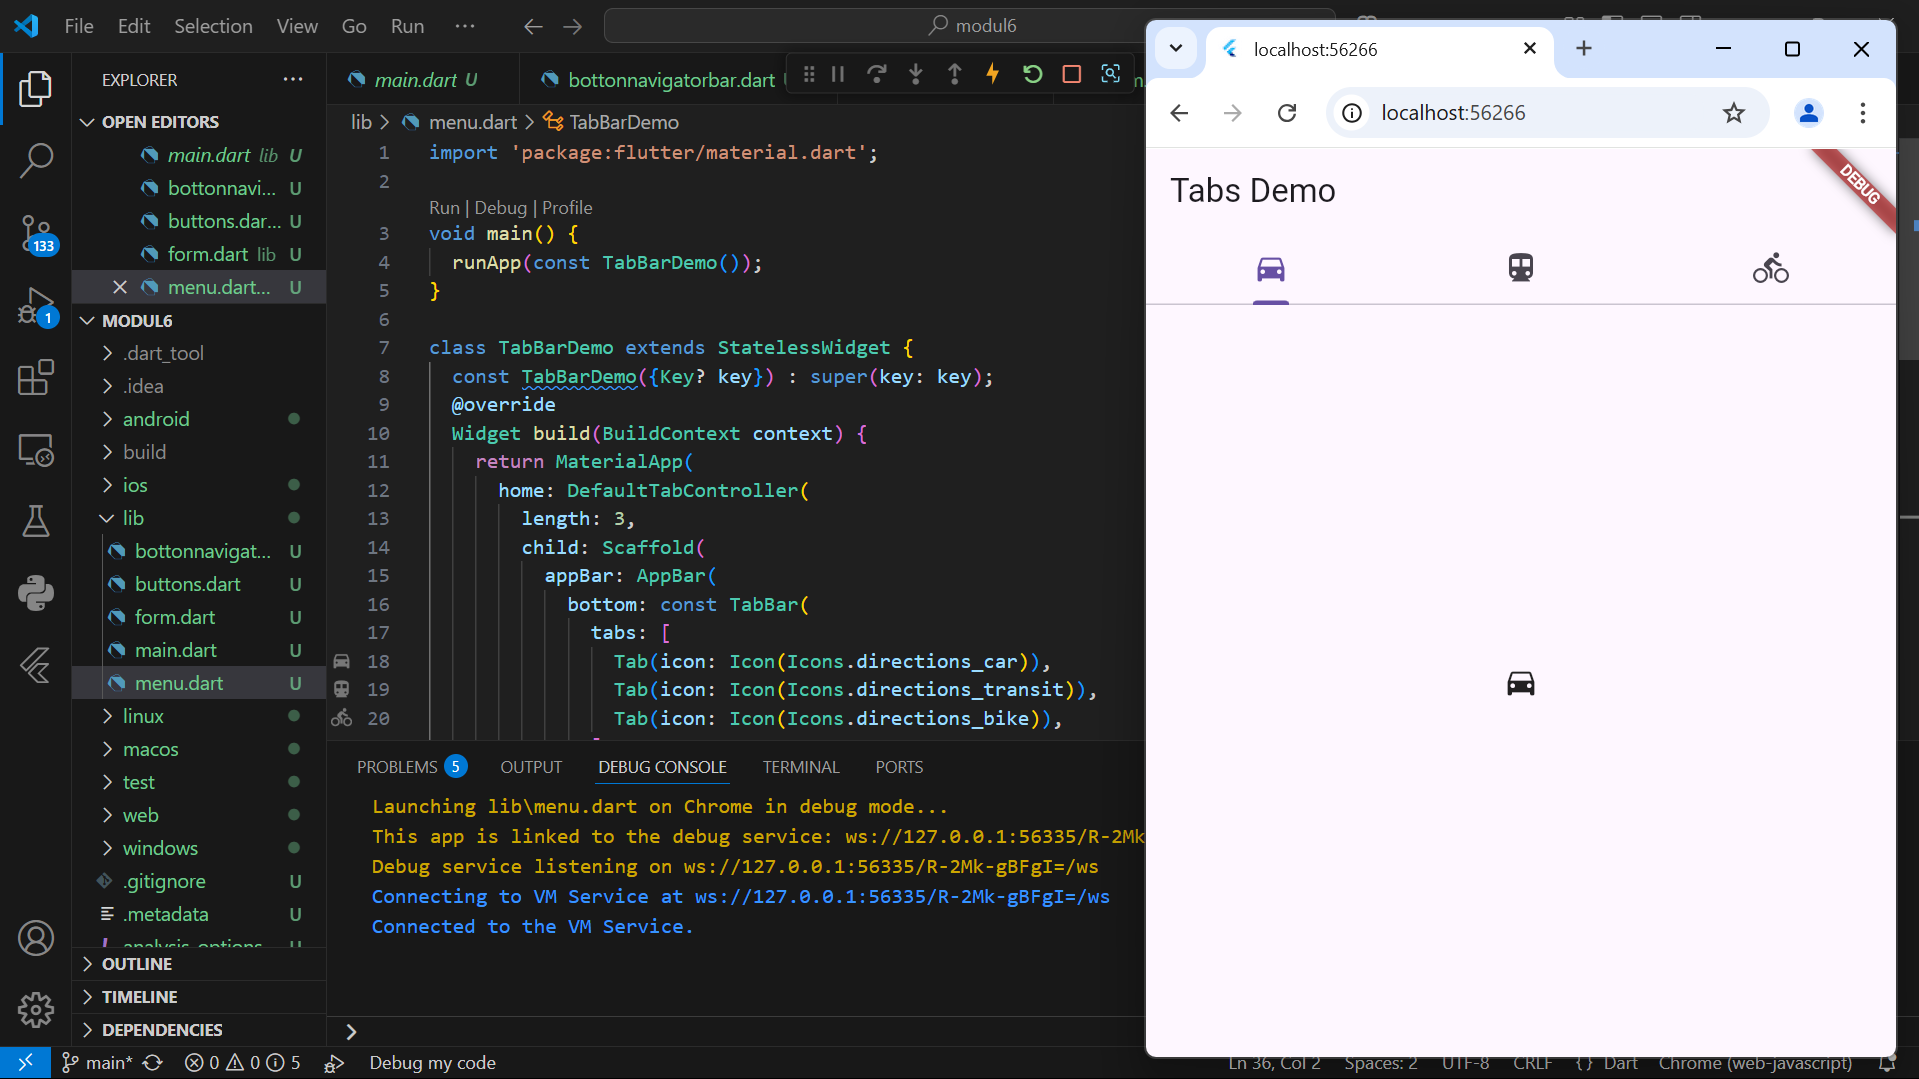 File Edit Selection View Go Run ··· modul6
EXPLORER
OPEN EDITORS
main.dart lib U
bottonnavi... U
buttons.dar... U
form.dart lib U
menu.dart... U
MODUL6
.dart_tool
.idea
android
build
ios
lib
bottonnavigat... U
buttons.dart U
form.dart U
main.dart U
menu.dart U
linux
macos
test
web
windows
.gitignore U
.metadata U
analysis_options U
OUTLINE
TIMELINE
DEPENDENCIES
133
1
main.dart U
bottonnavigatorbar.dart
lib > menu.dart > TabBarDemo
1 import 'package:flutter/material.dart';
2
Run | Debug | Profile
3 void main() {
4 runApp(const TabBarDemo());
5 }
6
7 class TabBarDemo extends StatelessWidget {
8 const TabBarDemo({Key? key}) : super(key: key);
9 @override
10 Widget build(BuildContext context) {
11 return MaterialApp(
12 home: DefaultTabController(
13 length: 3,
14 child: Scaffold(
15 appBar: AppBar(
16 bottom: const TabBar(
17 tabs: [
18 Tab(icon: Icon(Icons.directions_car)),
19 Tab(icon: Icon(Icons.directions_transit)),
20 Tab(icon: Icon(Icons.directions_bike)),
PROBLEMS 5 OUTPUT DEBUG CONSOLE TERMINAL PORTS
Launching lib\menu.dart on Chrome in debug mode...
This app is linked to the debug service: ws://127.0.0.1:56335/R-2Mk
Debug service listening on ws://127.0.0.1:56335/R-2Mk-gBFgI=/ws
Connecting to VM Service at ws://127.0.0.1:56335/R-2Mk-gBFgI=/ws
Connected to the VM Service.
main* 0 0 5 Debug my code
Ln 36, Col 2 Spaces: 2 UTF-8 CRLF {} Dart Chrome (web-javascript)
localhost:56266
localhost:56266
DEBUG
Tabs Demo